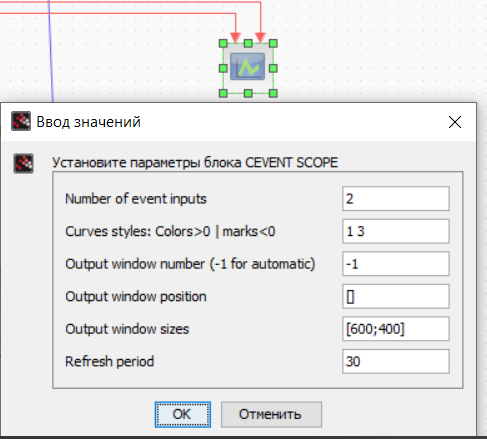 Ввод значений
Установите параметры блока CEVENT SCOPE
Number of event inputs 2
Curves styles: Colors>0 | marks<0 1 3
Output window number (-1 for automatic) -1
Output window position []
Output window sizes [600;400]
Refresh period 30
OK Отменить